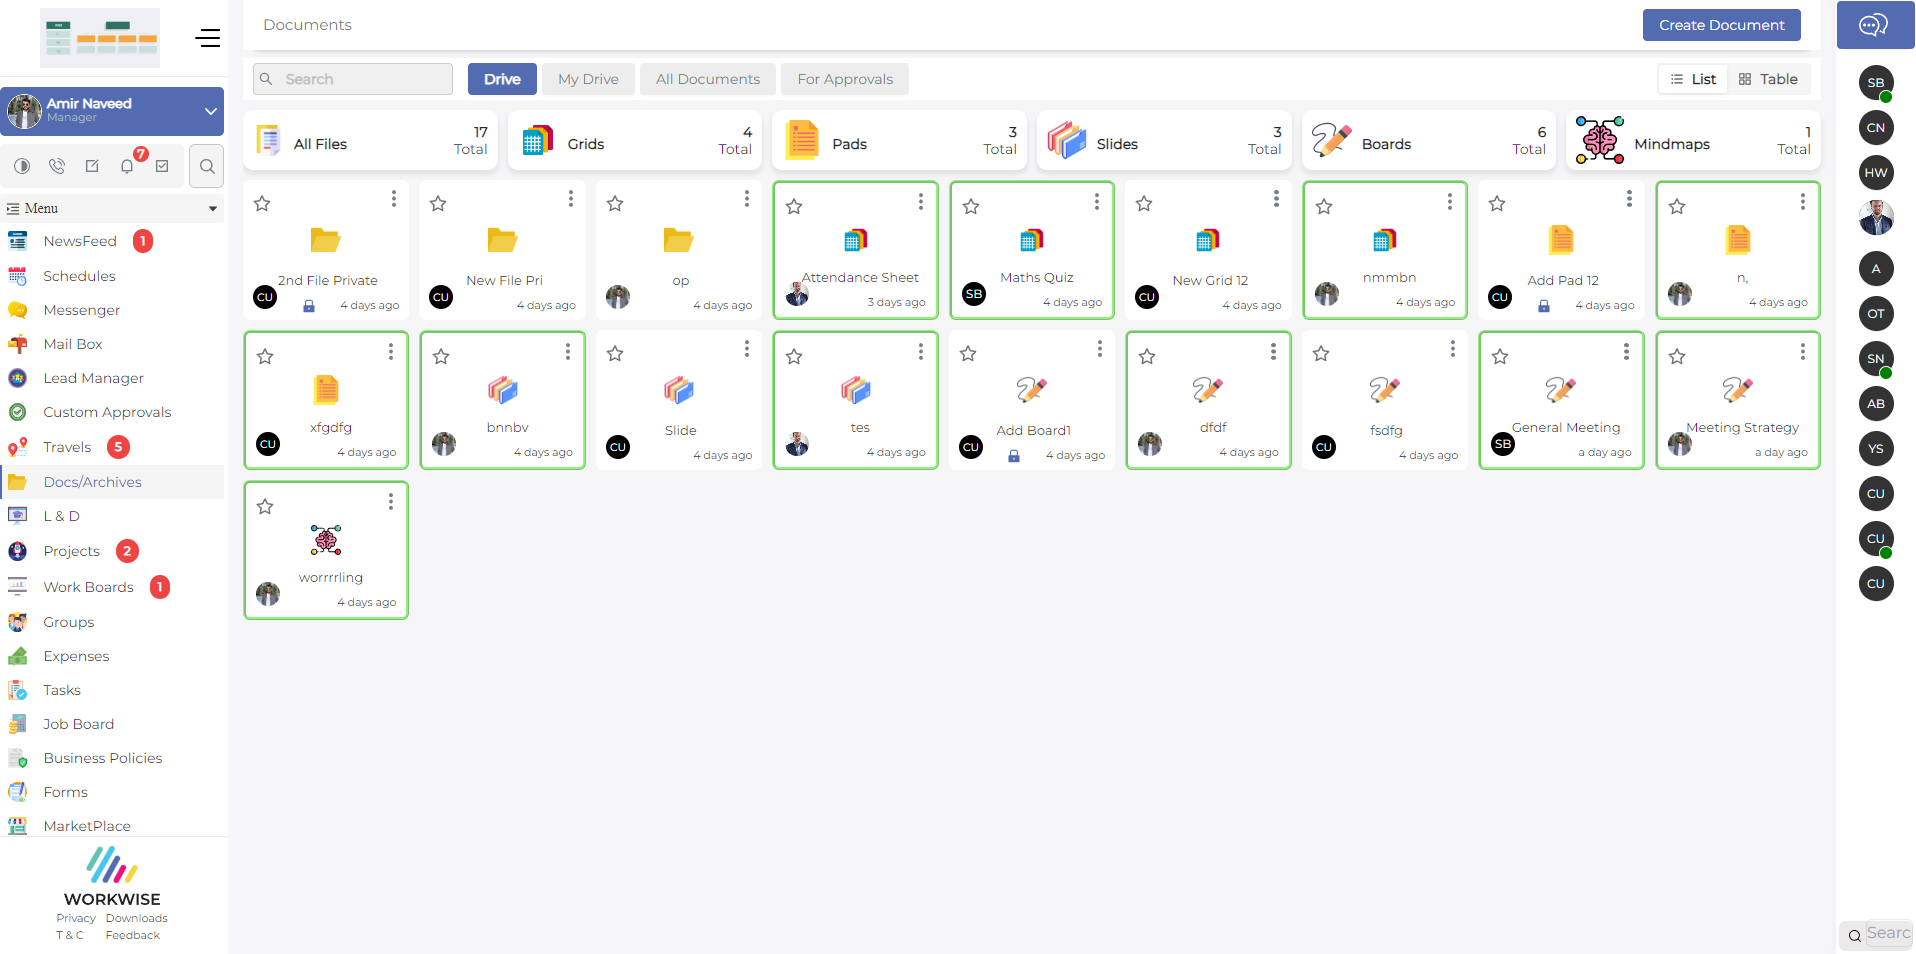 Documents
Create Document
Amir Naveed
Manager
7
Search
Drive
My Drive
All Documents
For Approvals
List
Table
All Files
17
Total
Grids
4
Total
Pads
3
Total
Slides
3
Total
Boards
6
Total
Mindmaps
1
Total
Menu
NewsFeed 1
Schedules
Messenger
Mail Box
Lead Manager
Custom Approvals
Travels 5
Docs/Archives
L & D
Projects 2
Work Boards 1
Groups
Expenses
Tasks
Job Board
Business Policies
Forms
MarketPlace
WORKWISE
Privacy Downloads
T & C Feedback
2nd File Private
CU
4 days ago
New File Pri
CU
4 days ago
op
4 days ago
Attendance Sheet
3 days ago
Maths Quiz
SB
4 days ago
New Grid 12
CU
4 days ago
nmmbn
4 days ago
Add Pad 12
CU
4 days ago
n,
4 days ago
xfgdfg
CU
4 days ago
bnnbv
4 days ago
Slide
CU
4 days ago
tes
4 days ago
Add Board1
CU
4 days ago
dfdf
4 days ago
fsdfg
CU
4 days ago
General Meeting
SB
a day ago
Meeting Strategy
a day ago
worrrrling
4 days ago
SB
CN
HW
A
OT
SN
AB
YS
CU
CU
CU
Searc